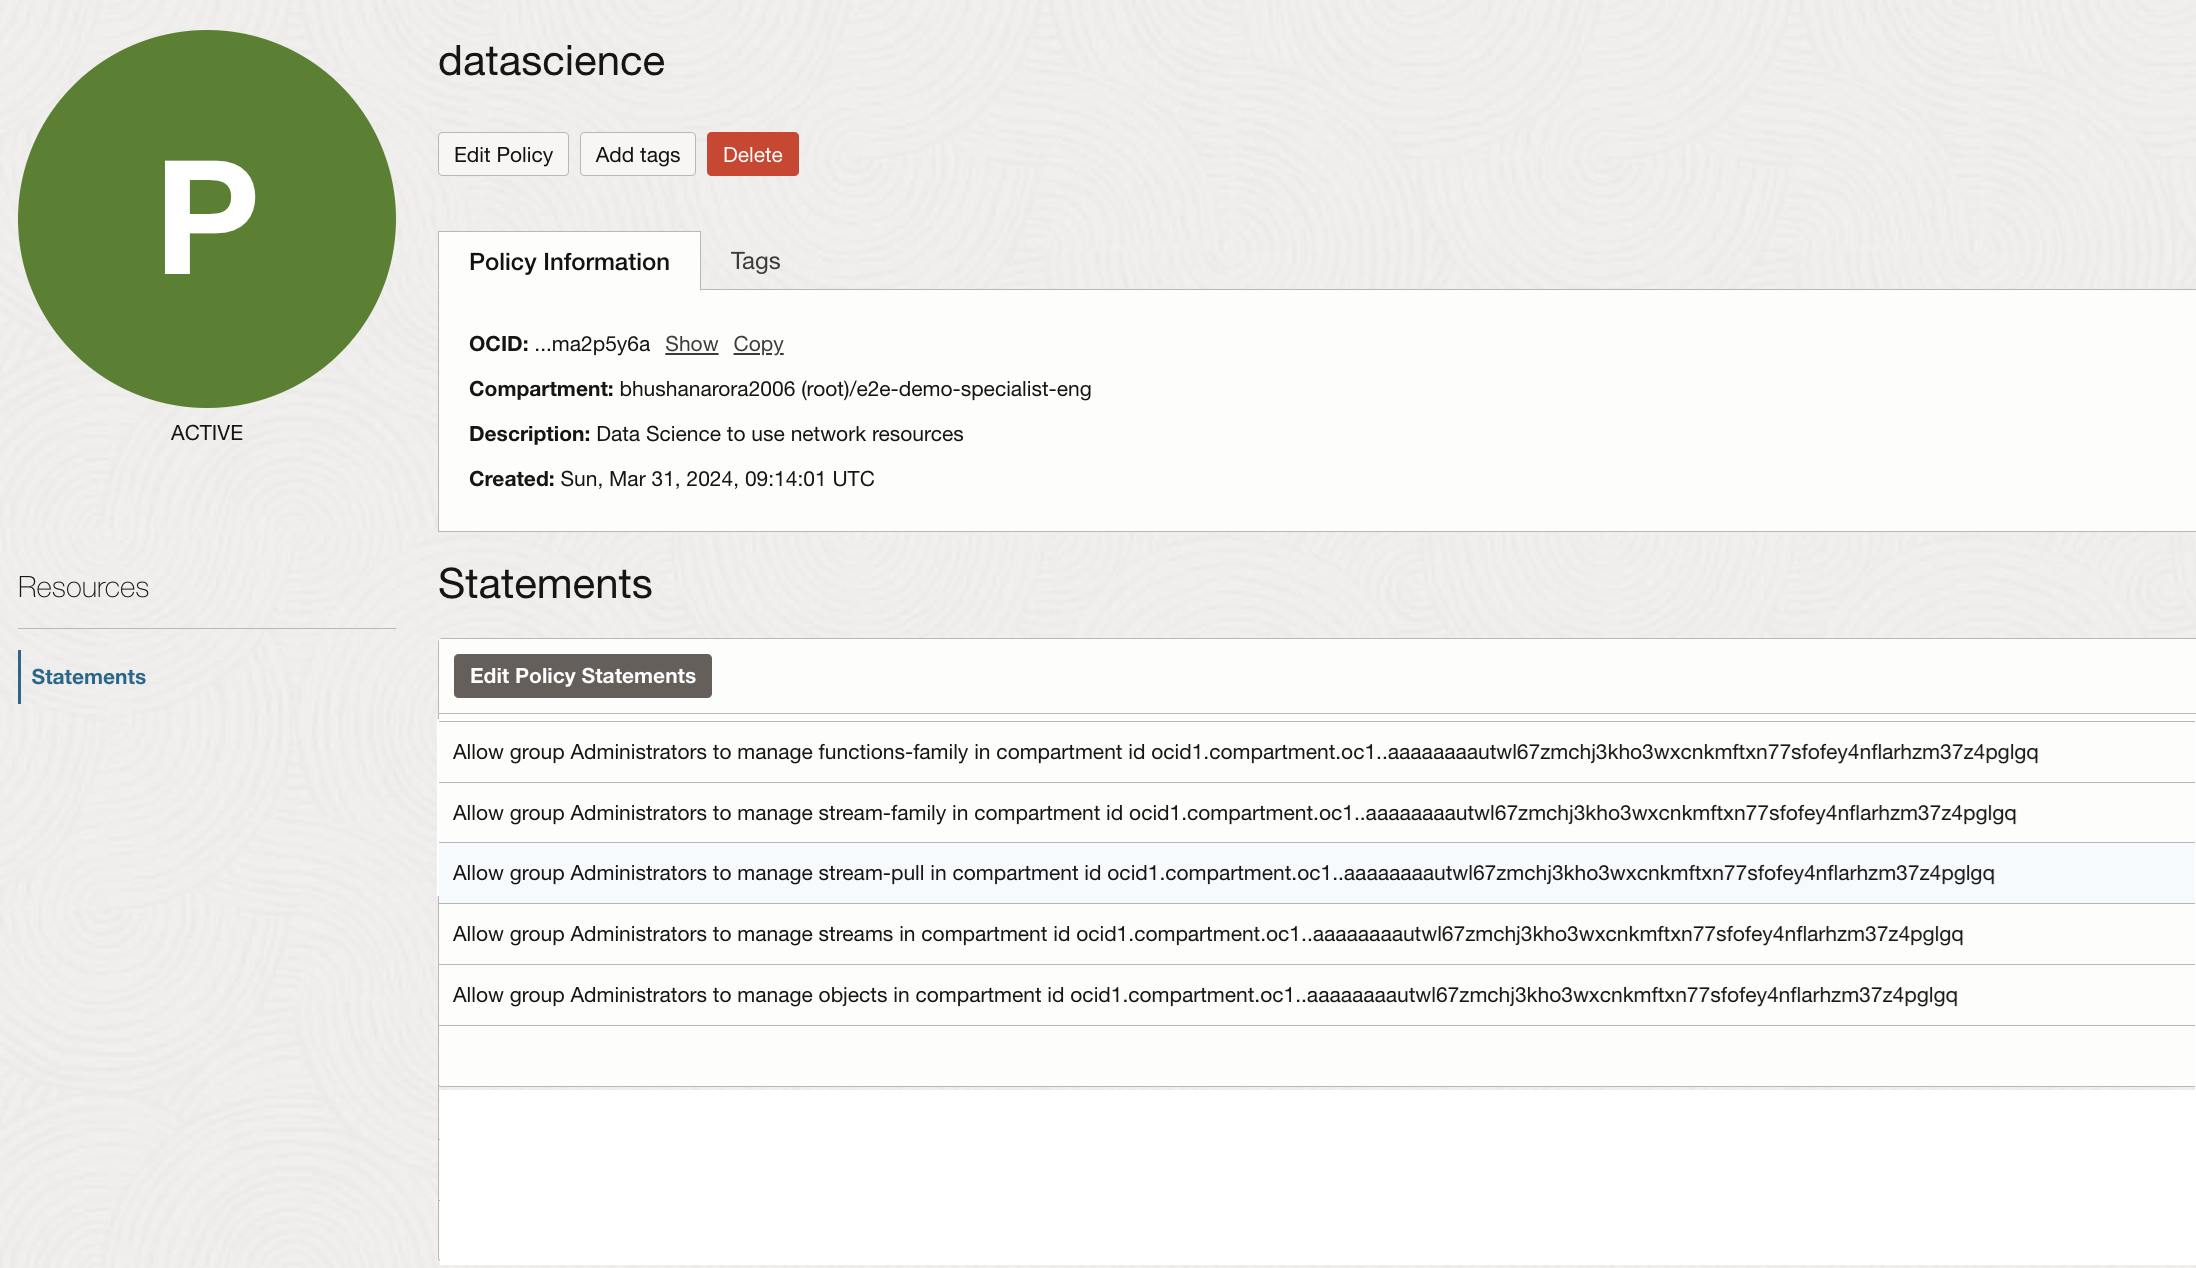 P
ACTIVE
datascience
Edit Policy Add tags Delete
Policy Information Tags
OCID: ...ma2p5y6a Show Copy
Compartment: bhushanarora2006 (root)/e2e-demo-specialist-eng
Description: Data Science to use network resources
Created: Sun, Mar 31, 2024, 09:14:01 UTC
Resources
Statements
Statements
Edit Policy Statements
Allow group Administrators to manage functions-family in compartment id ocid1.compartment.oc1..aaaaaaaautwl67zmchj3kho3wxcnkmftxn77sfofey4nflarhzm37z4pglgq
Allow group Administrators to manage stream-family in compartment id ocid1.compartment.oc1..aaaaaaaautwl67zmchj3kho3wxcnkmftxn77sfofey4nflarhzm37z4pglgq
Allow group Administrators to manage stream-pull in compartment id ocid1.compartment.oc1..aaaaaaaautwl67zmchj3kho3wxcnkmftxn77sfofey4nflarhzm37z4pglgq
Allow group Administrators to manage streams in compartment id ocid1.compartment.oc1..aaaaaaaautwl67zmchj3kho3wxcnkmftxn77sfofey4nflarhzm37z4pglgq
Allow group Administrators to manage objects in compartment id ocid1.compartment.oc1..aaaaaaaautwl67zmchj3kho3wxcnkmftxn77sfofey4nflarhzm37z4pglgq